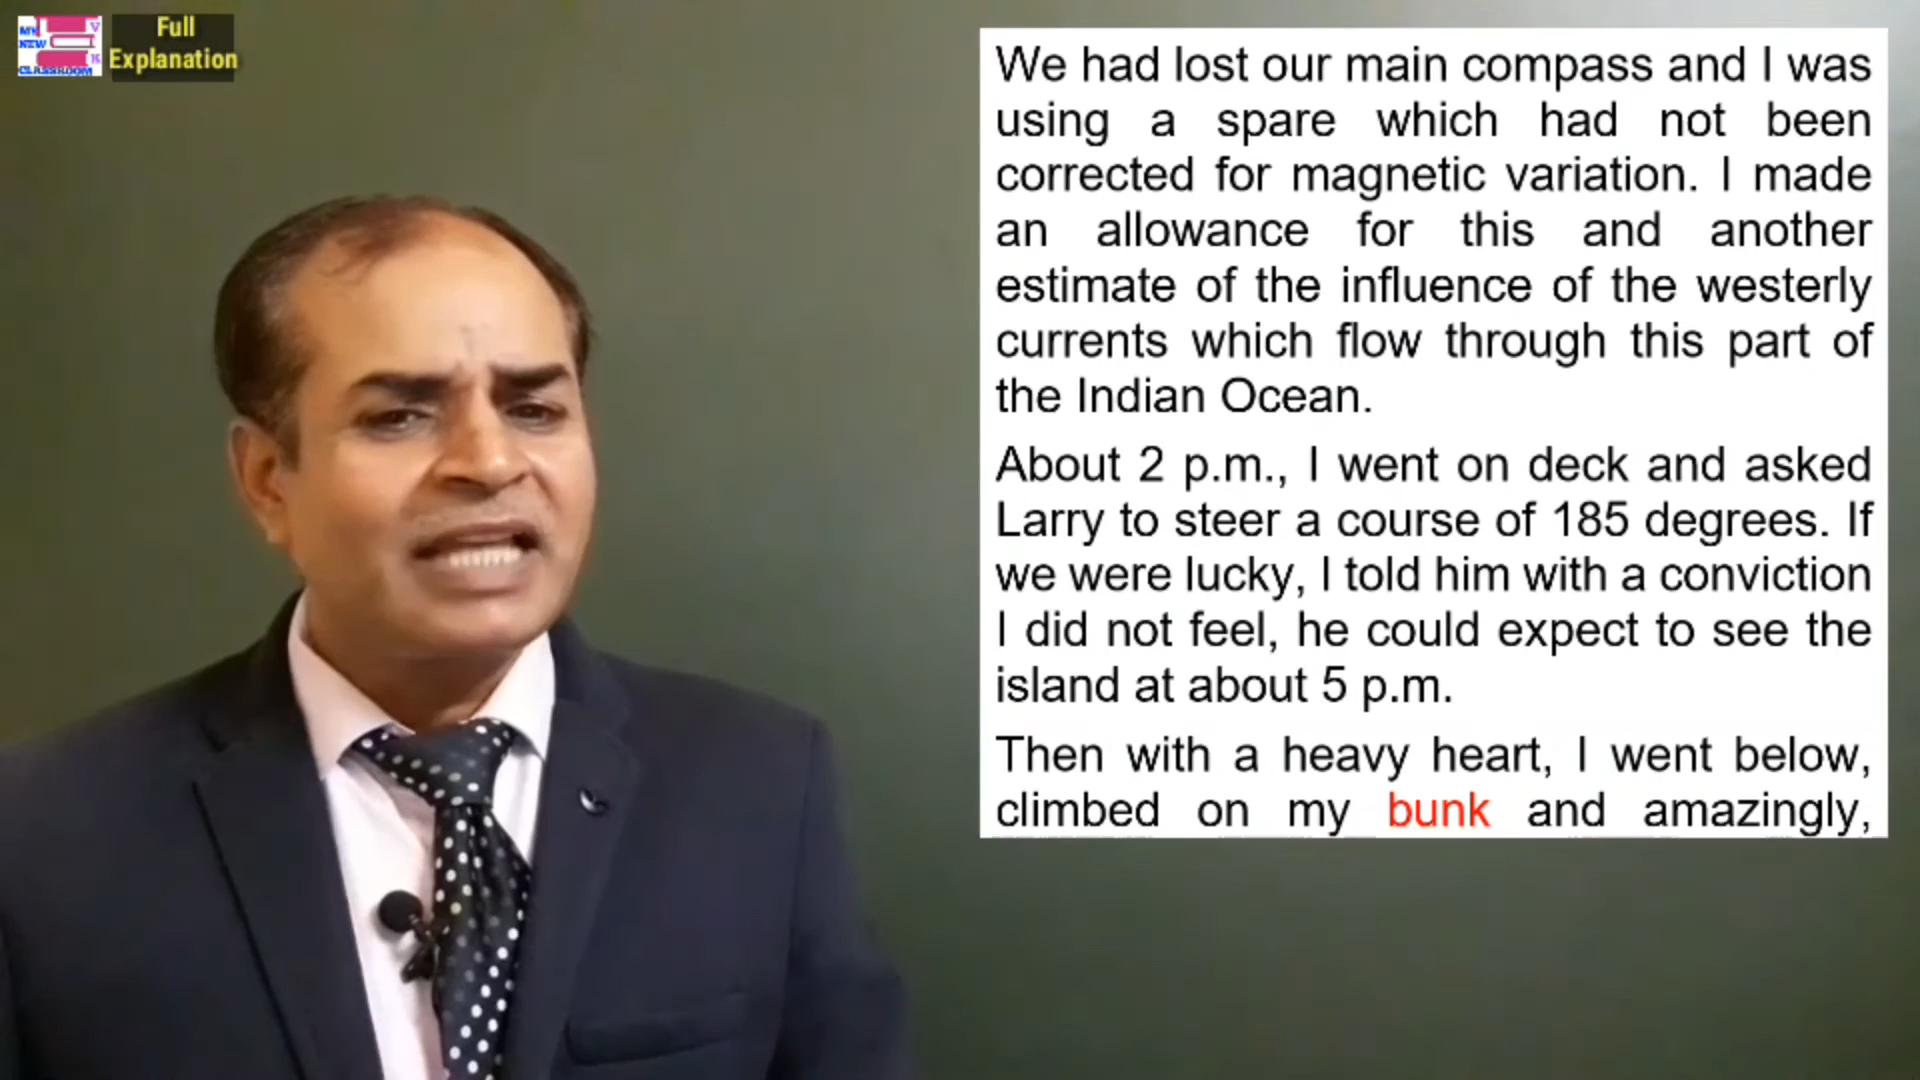 MY
NEW
CLASSROOM
V
K
Full
Explanation
We had lost our main compass and I was
using a spare which had not been
corrected for magnetic variation. I made
an allowance for this and another
estimate of the influence of the westerly
currents which flow through this part of
the Indian Ocean.
About 2 p.m., I went on deck and asked
Larry to steer a course of 185 degrees. If
we were lucky, I told him with a conviction
I did not feel, he could expect to see the
island at about 5 p.m.
Then with a heavy heart, I went below,
climbed on my bunk and amazingly,